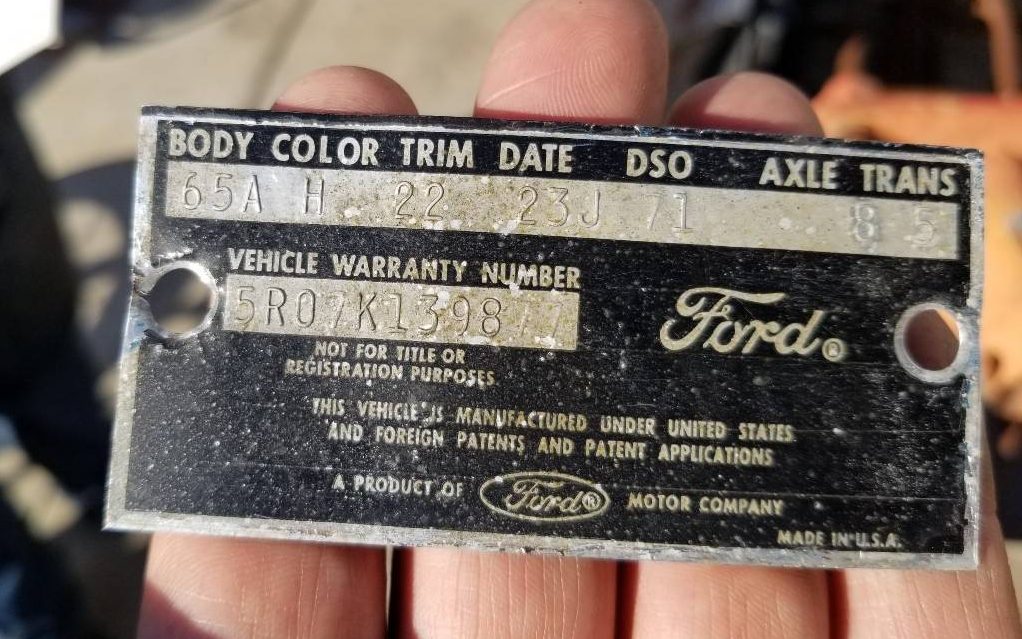 BODY COLOR TRIM DATE DSO AXLE TRANS
65A H 22 23J 71 8 5
VEHICLE WARRANTY NUMBER
5R07K139877
Ford®
NOT FOR TITLE OR
REGISTRATION PURPOSES
THIS VEHICLE IS MANUFACTURED UNDER UNITED STATES
AND FOREIGN PATENTS AND PATENT APPLICATIONS
A PRODUCT OF Ford® MOTOR COMPANY
MADE IN U.S.A.